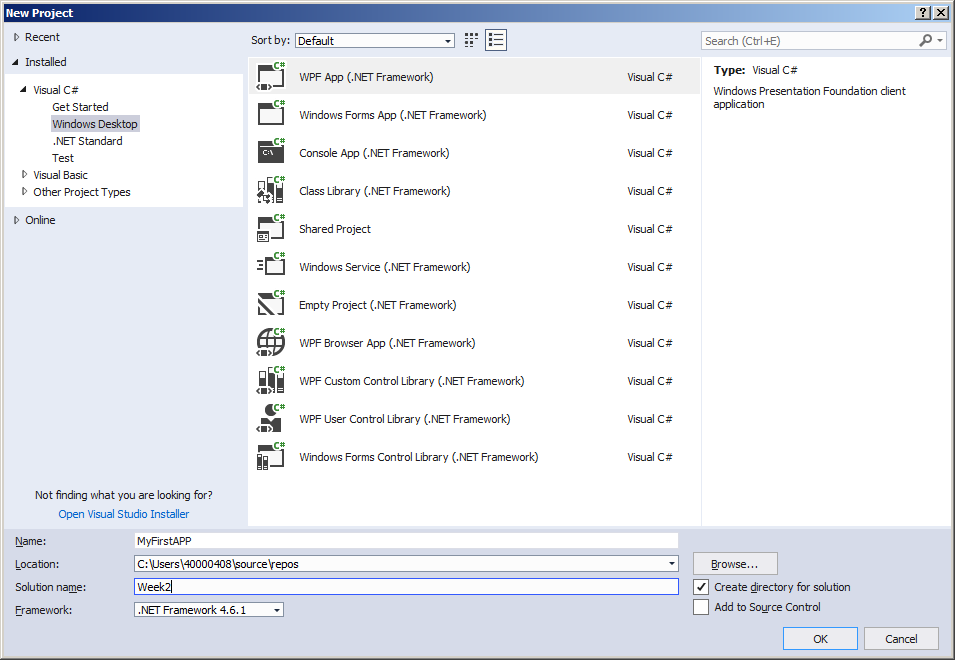 New Project
Recent
Installed
Visual C#
Get Started
Windows Desktop
.NET Standard
Test
Visual Basic
Other Project Types
Online
Not finding what you are looking for?
Open Visual Studio Installer
Sort by: Default
WPF App (.NET Framework) Visual C#
Windows Forms App (.NET Framework) Visual C#
Console App (.NET Framework) Visual C#
Class Library (.NET Framework) Visual C#
Shared Project Visual C#
Windows Service (.NET Framework) Visual C#
Empty Project (.NET Framework) Visual C#
WPF Browser App (.NET Framework) Visual C#
WPF Custom Control Library (.NET Framework) Visual C#
WPF User Control Library (.NET Framework) Visual C#
Windows Forms Control Library (.NET Framework) Visual C#
Search (Ctrl+E)
Type: Visual C#
Windows Presentation Foundation client
application
Name: MyFirstAPP
Location: C:\Users\40000408\source\repos Browse...
Solution name: Week2 Create directory for solution
Framework: .NET Framework 4.6.1 Add to Source Control
OK Cancel